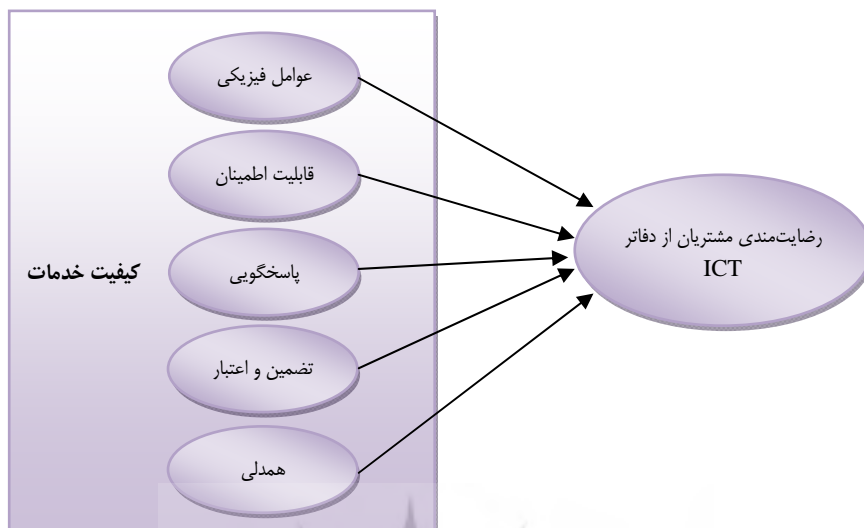 عوامل فیزیکی
قابلیت اطمینان
پاسخگویی
تضمین و اعتبار
همدلی
کیفیت خدمات
رضایت‌مندی مشتریان از دفاتر
ICT